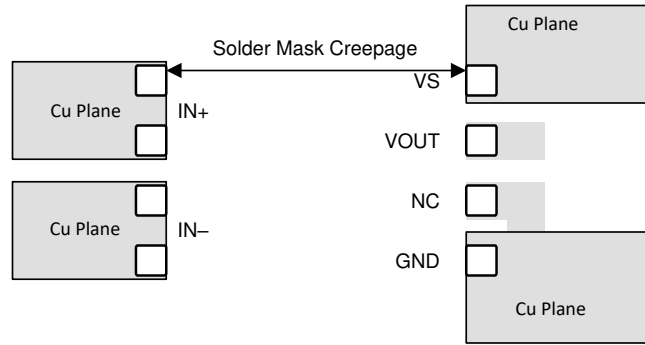 Cu Plane
Solder Mask Creepage
VS
Cu Plane
IN+
VOUT
NC
Cu Plane
IN–
GND
Cu Plane